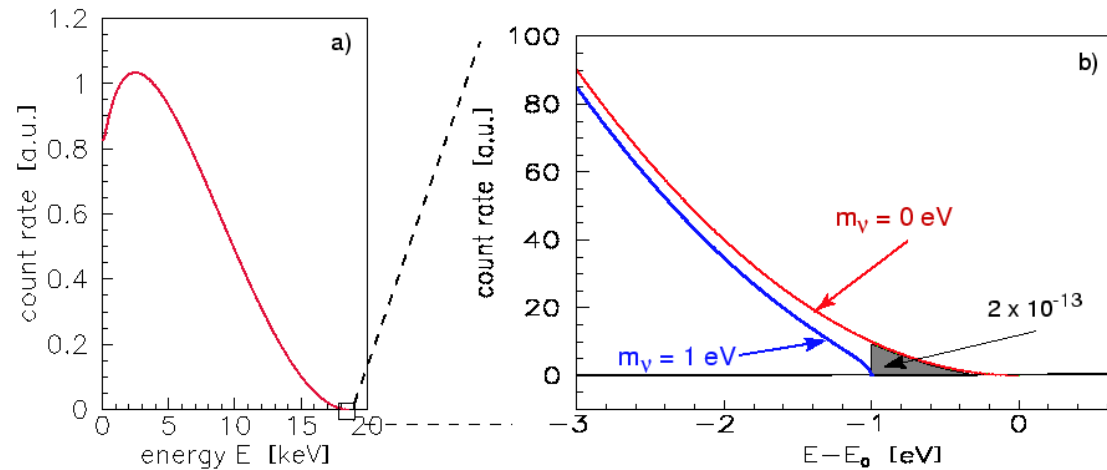 a)
1.2
1
0.8
0.6
0.4
0.2
0
count rate [a.u.]
0 5 10 15 20
energy E [keV]
b)
100
80
60
40
20
0
count rate [a.u.]
m_ν = 0 eV
2 x 10^-13
m_ν = 1 eV
−3 −2 −1 0
E−E₀ [eV]